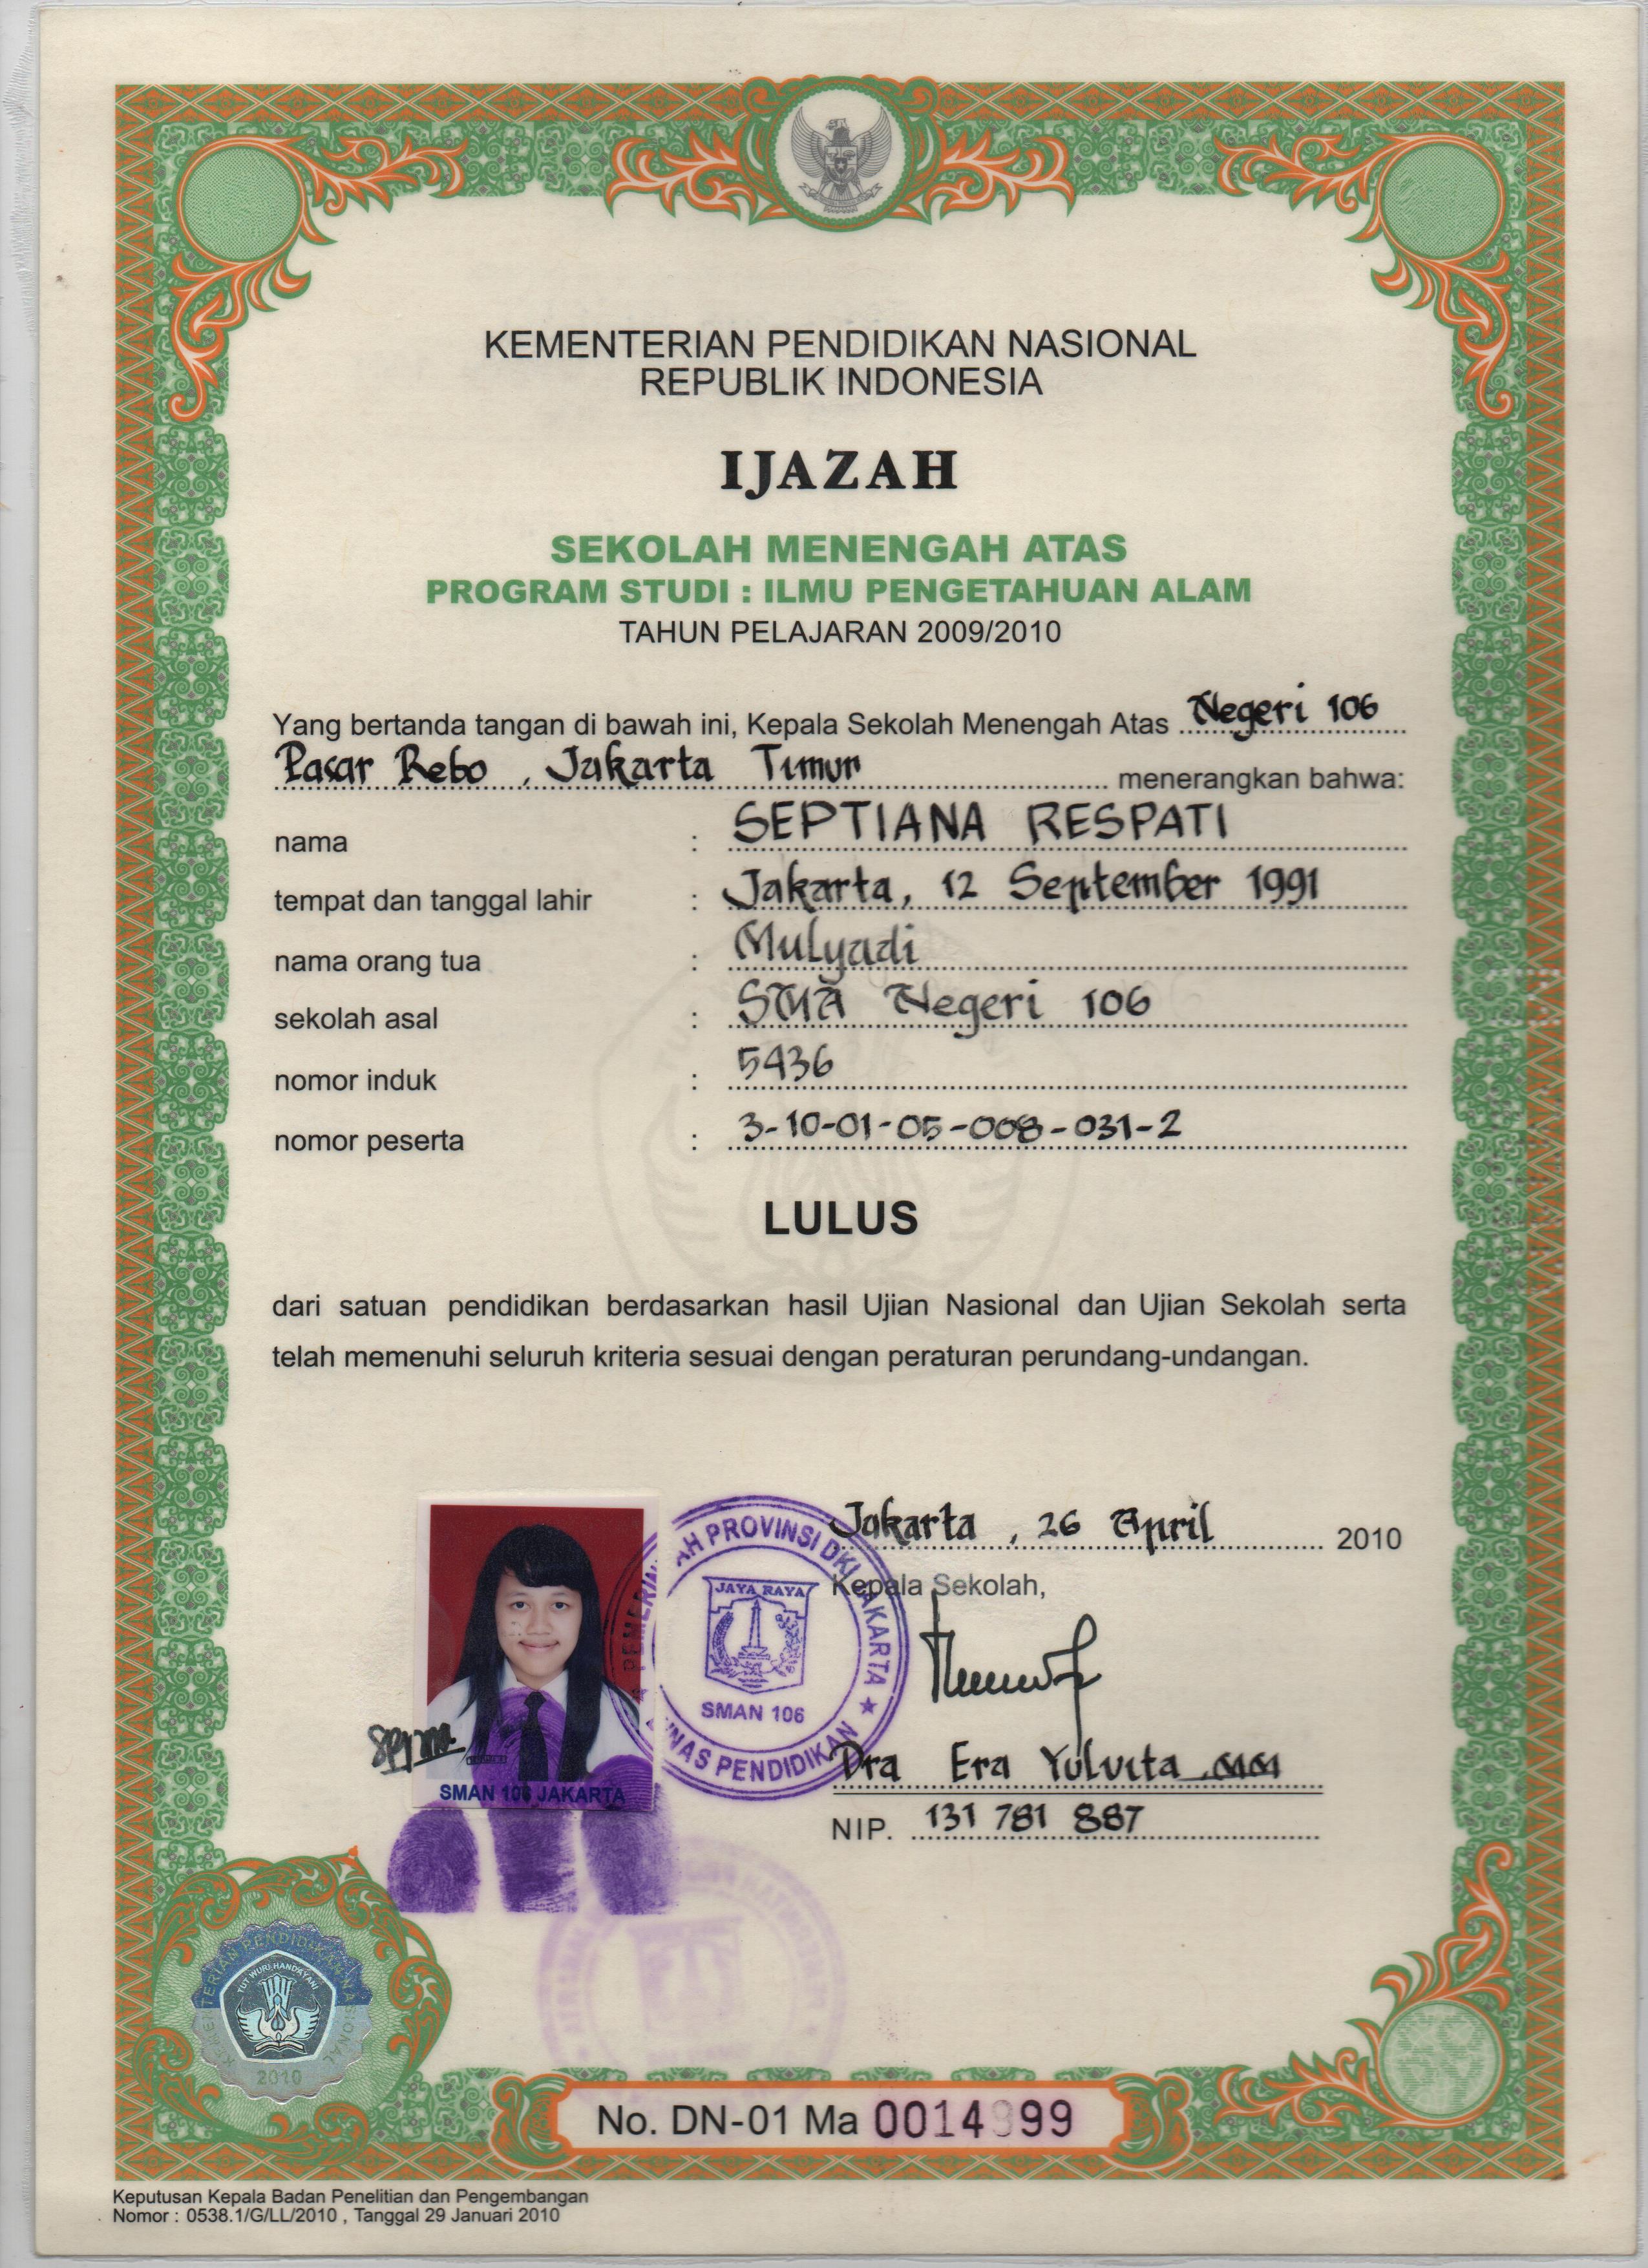 KEMENTERIAN PENDIDIKAN NASIONAL
REPUBLIK INDONESIA
IJAZAH
SEKOLAH MENENGAH ATAS
PROGRAM STUDI : ILMU PENGETAHUAN ALAM
TAHUN PELAJARAN 2009/2010
Yang bertanda tangan di bawah ini, Kepala Sekolah Menengah Atas Negeri 106
Pasar Rebo , Jakarta Timur menerangkan bahwa:
nama : SEPTIANA RESPATI
tempat dan tanggal lahir : Jakarta, 12 September 1991
nama orang tua : Mulyadi
sekolah asal : SMA Negeri 106
nomor induk : 5436
nomor peserta : 3-10-01-05-008-031-2
LULUS
dari satuan pendidikan berdasarkan hasil Ujian Nasional dan Ujian Sekolah serta
telah memenuhi seluruh kriteria sesuai dengan peraturan perundang-undangan.
Jakarta , 26 April 2010
Kepala Sekolah,
PEMERINTAH PROVINSI DKI JAKARTA
JAYA RAYA
SMAN 106
DINAS PENDIDIKAN
SMAN 106 JAKARTA
Dra Era Yulvita .MM
NIP. 131 781 887
KEMENTERIAN PENDIDIKAN NASIONAL
TUT WURI HANDAYANI
2010
No. DN-01 Ma 0014999
Keputusan Kepala Badan Penelitian dan Pengembangan
Nomor : 0538.1/G/LL/2010 , Tanggal 29 Januari 2010